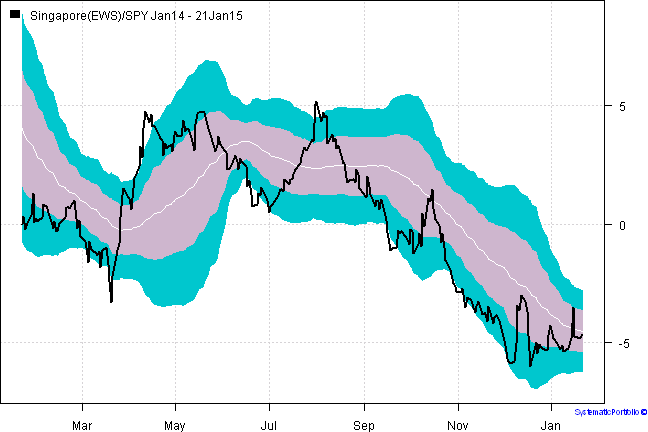 Singapore(EWS)/SPY Jan14 - 21Jan15
5
0
-5
Mar May Jul Sep Nov Jan
SystematicPortfolio ©